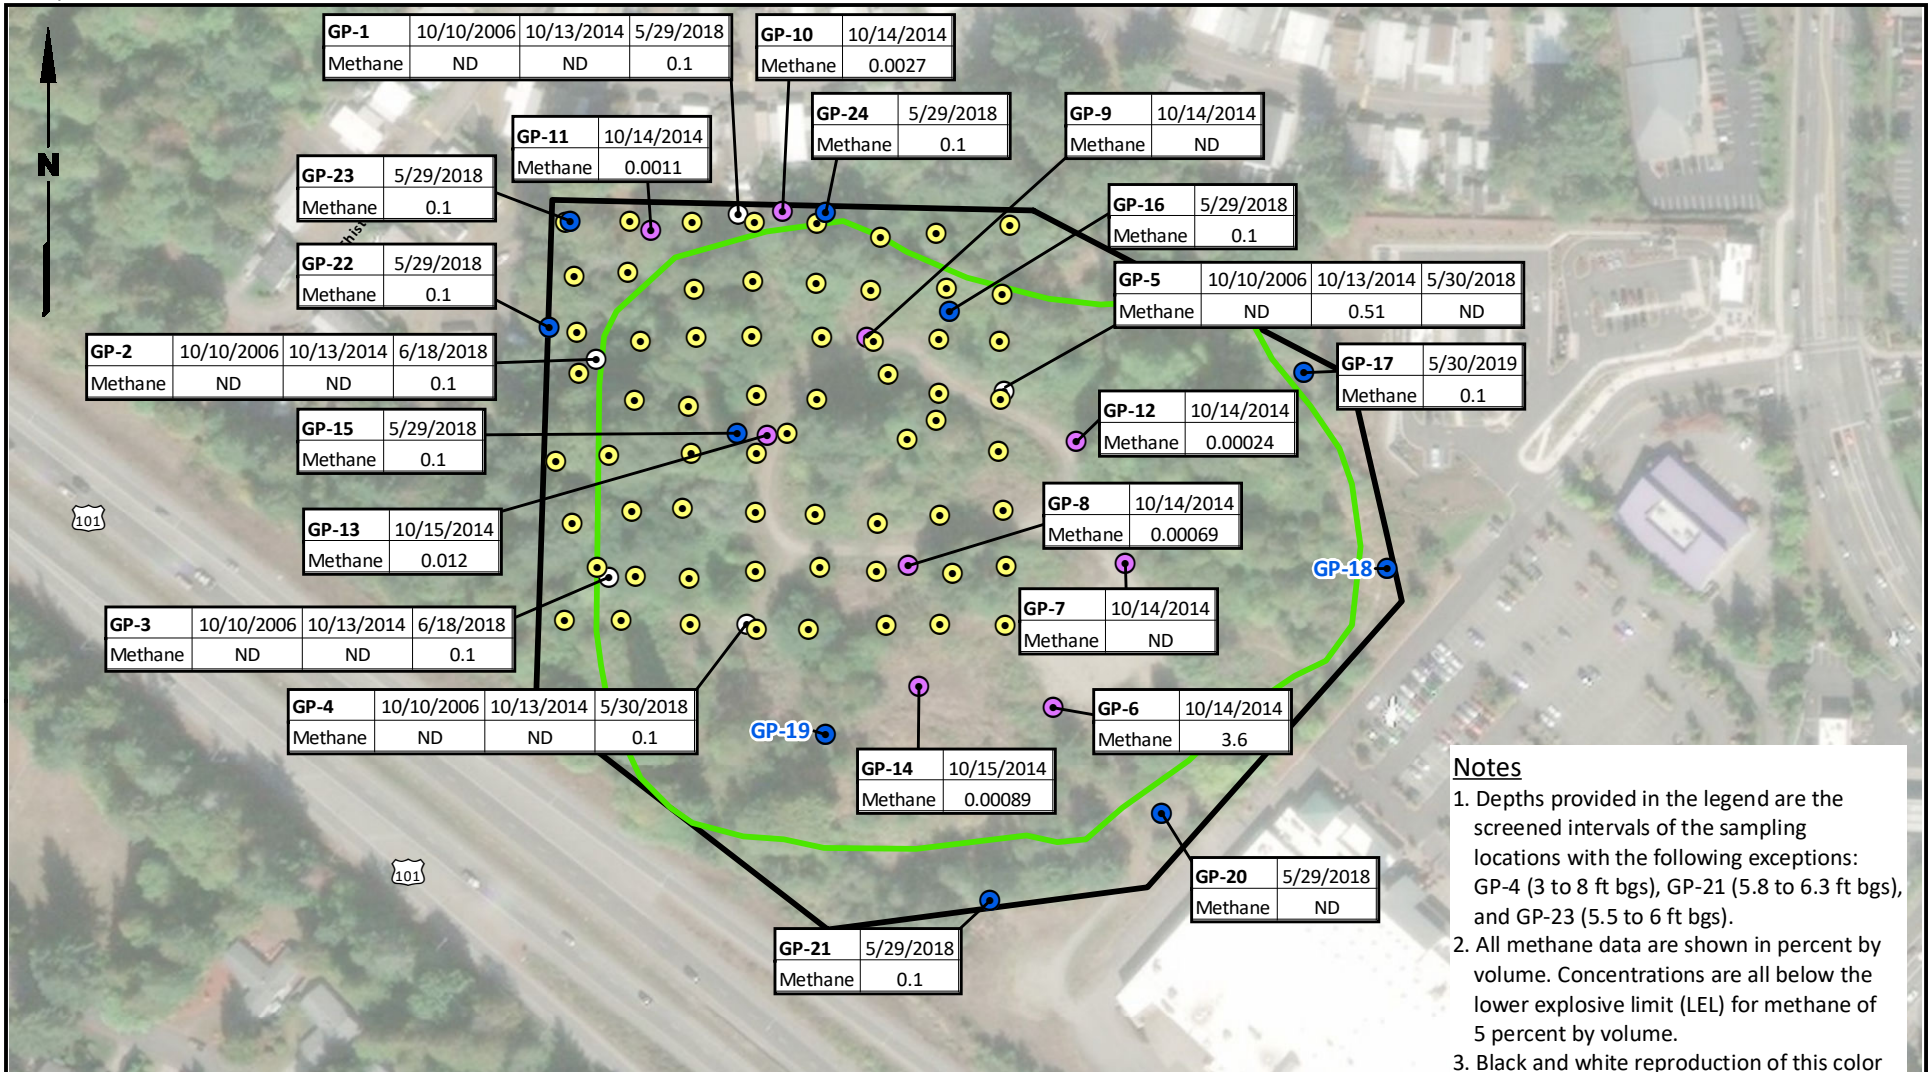 GP-1 10/10/2006 10/13/2014 5/29/2018
Methane ND ND 0.1
GP-10 10/14/2014
Methane 0.0027
GP-24 5/29/2018
Methane 0.1
GP-9 10/14/2014
Methane ND
GP-11 10/14/2014
Methane 0.0011
N
GP-23 5/29/2018
Methane 0.1
GP-16 5/29/2018
Methane 0.1
GP-22 5/29/2018
Methane 0.1
GP-5 10/10/2006 10/13/2014 5/30/2018
Methane ND 0.51 ND
GP-2 10/10/2006 10/13/2014 6/18/2018
Methane ND ND 0.1
GP-17 5/30/2019
Methane 0.1
GP-12 10/14/2014
Methane 0.00024
GP-15 5/29/2018
Methane 0.1
GP-8 10/14/2014
Methane 0.00069
101
GP-13 10/15/2014
Methane 0.012
GP-18
GP-7 10/14/2014
Methane ND
GP-3 10/10/2006 10/13/2014 6/18/2018
Methane ND ND 0.1
GP-4 10/10/2006 10/13/2014 5/30/2018
Methane ND ND 0.1
GP-19
GP-6 10/14/2014
Methane 3.6
GP-14 10/15/2014
Methane 0.00089
101
GP-20 5/29/2018
Methane ND
GP-21 5/29/2018
Methane 0.1
Notes
1. Depths provided in the legend are the
screened intervals of the sampling
locations with the following exceptions:
GP-4 (3 to 8 ft bgs), GP-21 (5.8 to 6.3 ft bgs),
and GP-23 (5.5 to 6 ft bgs).
2. All methane data are shown in percent by
volume. Concentrations are all below the
lower explosive limit (LEL) for methane of
5 percent by volume.
3. Black and white reproduction of this color